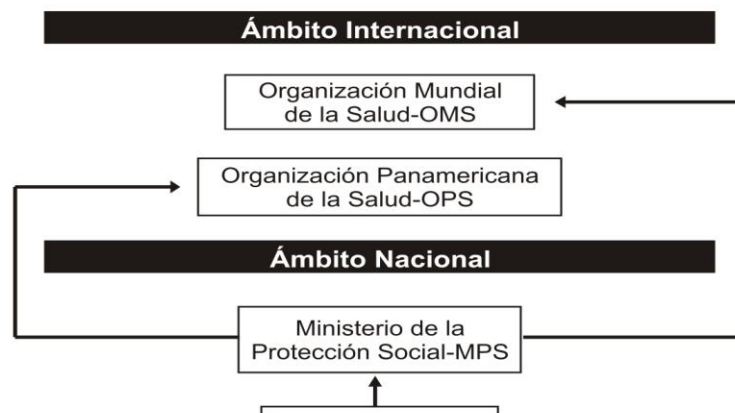 Ámbito Internacional
Organización Mundial
de la Salud-OMS
Organización Panamericana
de la Salud-OPS
Ámbito Nacional
Ministerio de la
Protección Social-MPS